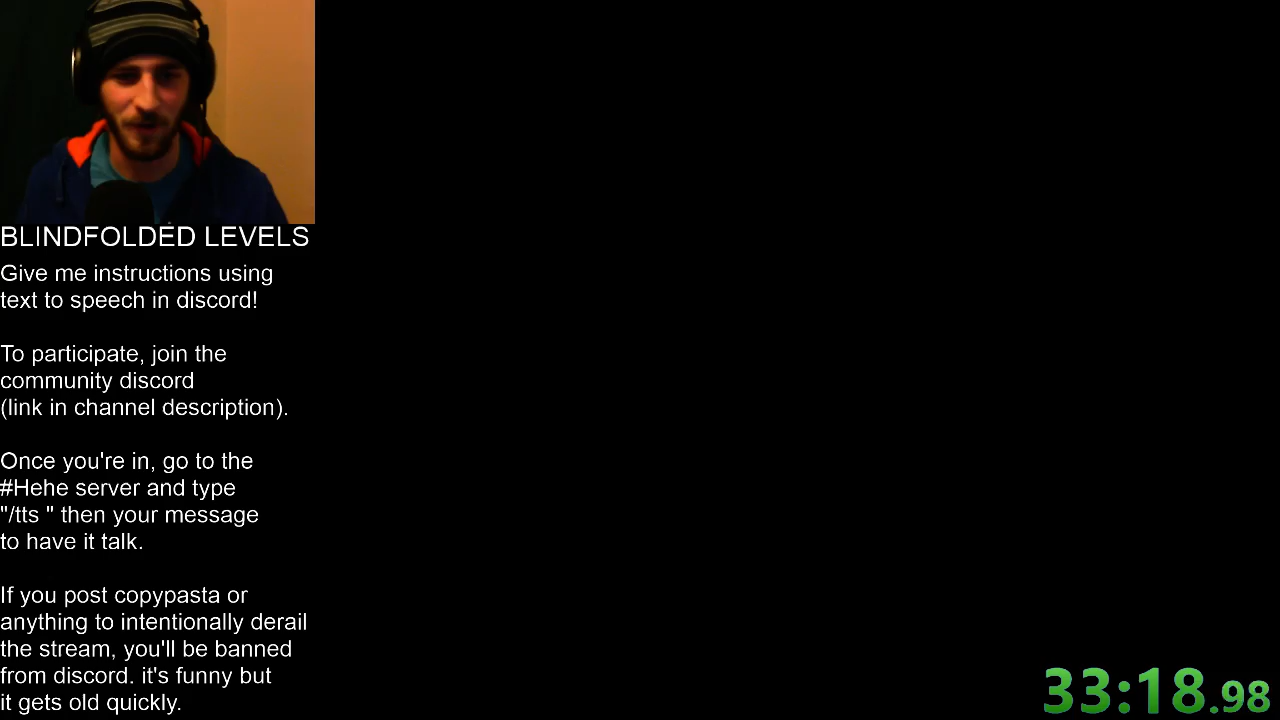 BLINDFOLDED LEVELS
Give me instructions using
text to speech in discord!
To participate, join the
community discord
(link in channel description).
Once you're in, go to the
#Hehe server and type
"/tts " then your message
to have it talk.
If you post copypasta or
anything to intentionally derail
the stream, you'll be banned
from discord. it's funny but
it gets old quickly.
33:18.98